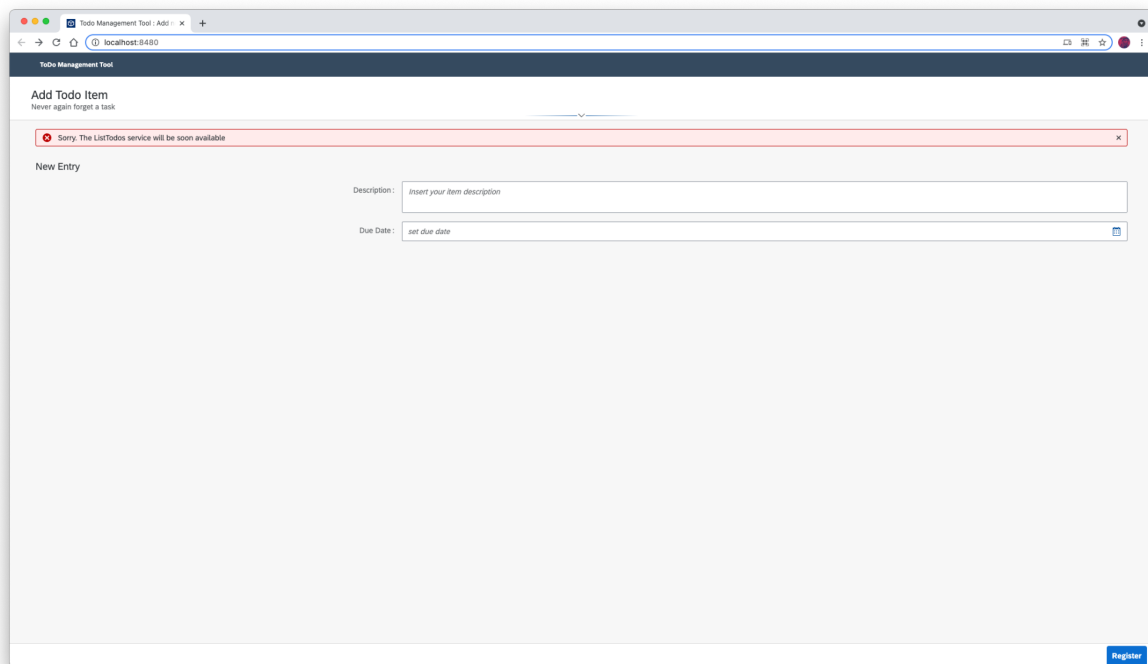 Todo Management Tool : Add n
localhost:8480
ToDo Management Tool
Add Todo Item
Never again forget a task
Sorry. The ListTodos service will be soon available
New Entry
Description :
Insert your item description
Due Date :
set due date
Register